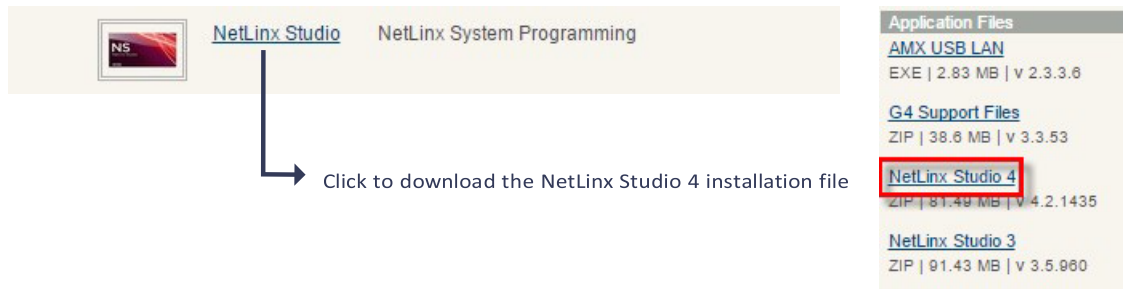 NS
NetLinx Studio
NetLinx System Programming
Click to download the NetLinx Studio 4 installation file
Application Files
AMX USB LAN
EXE | 2.83 MB | v 2.3.3.6
G4 Support Files
ZIP | 38.6 MB | v 3.3.53
NetLinx Studio 4
ZIP | 81.49 MB | v 4.2.1435
NetLinx Studio 3
ZIP | 91.43 MB | v 3.5.960